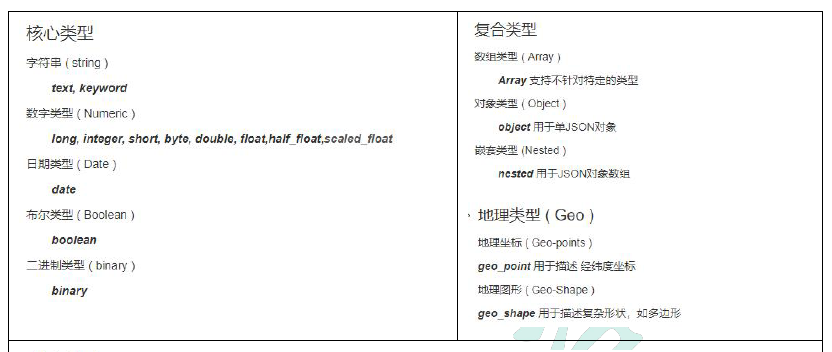 核心类型
字符串 ( string )
text, keyword
数字类型 ( Numeric )
long, integer, short, byte, double, float,half_float,scaled_float
日期类型 ( Date )
date
布尔类型 ( Boolean )
boolean
二进制类型 ( binary )
binary
复合类型
数组类型 ( Array )
Array 支持不针对特定的类型
对象类型 ( Object )
object 用于单JSON对象
嵌套类型 (Nested )
nested 用于JSON对象数组
地理类型 ( Geo )
地理坐标 ( Geo-points )
geo_point 用于描述 经纬度坐标
地理图形 ( Geo-Shape )
geo_shape 用于描述复杂形状，如多边形